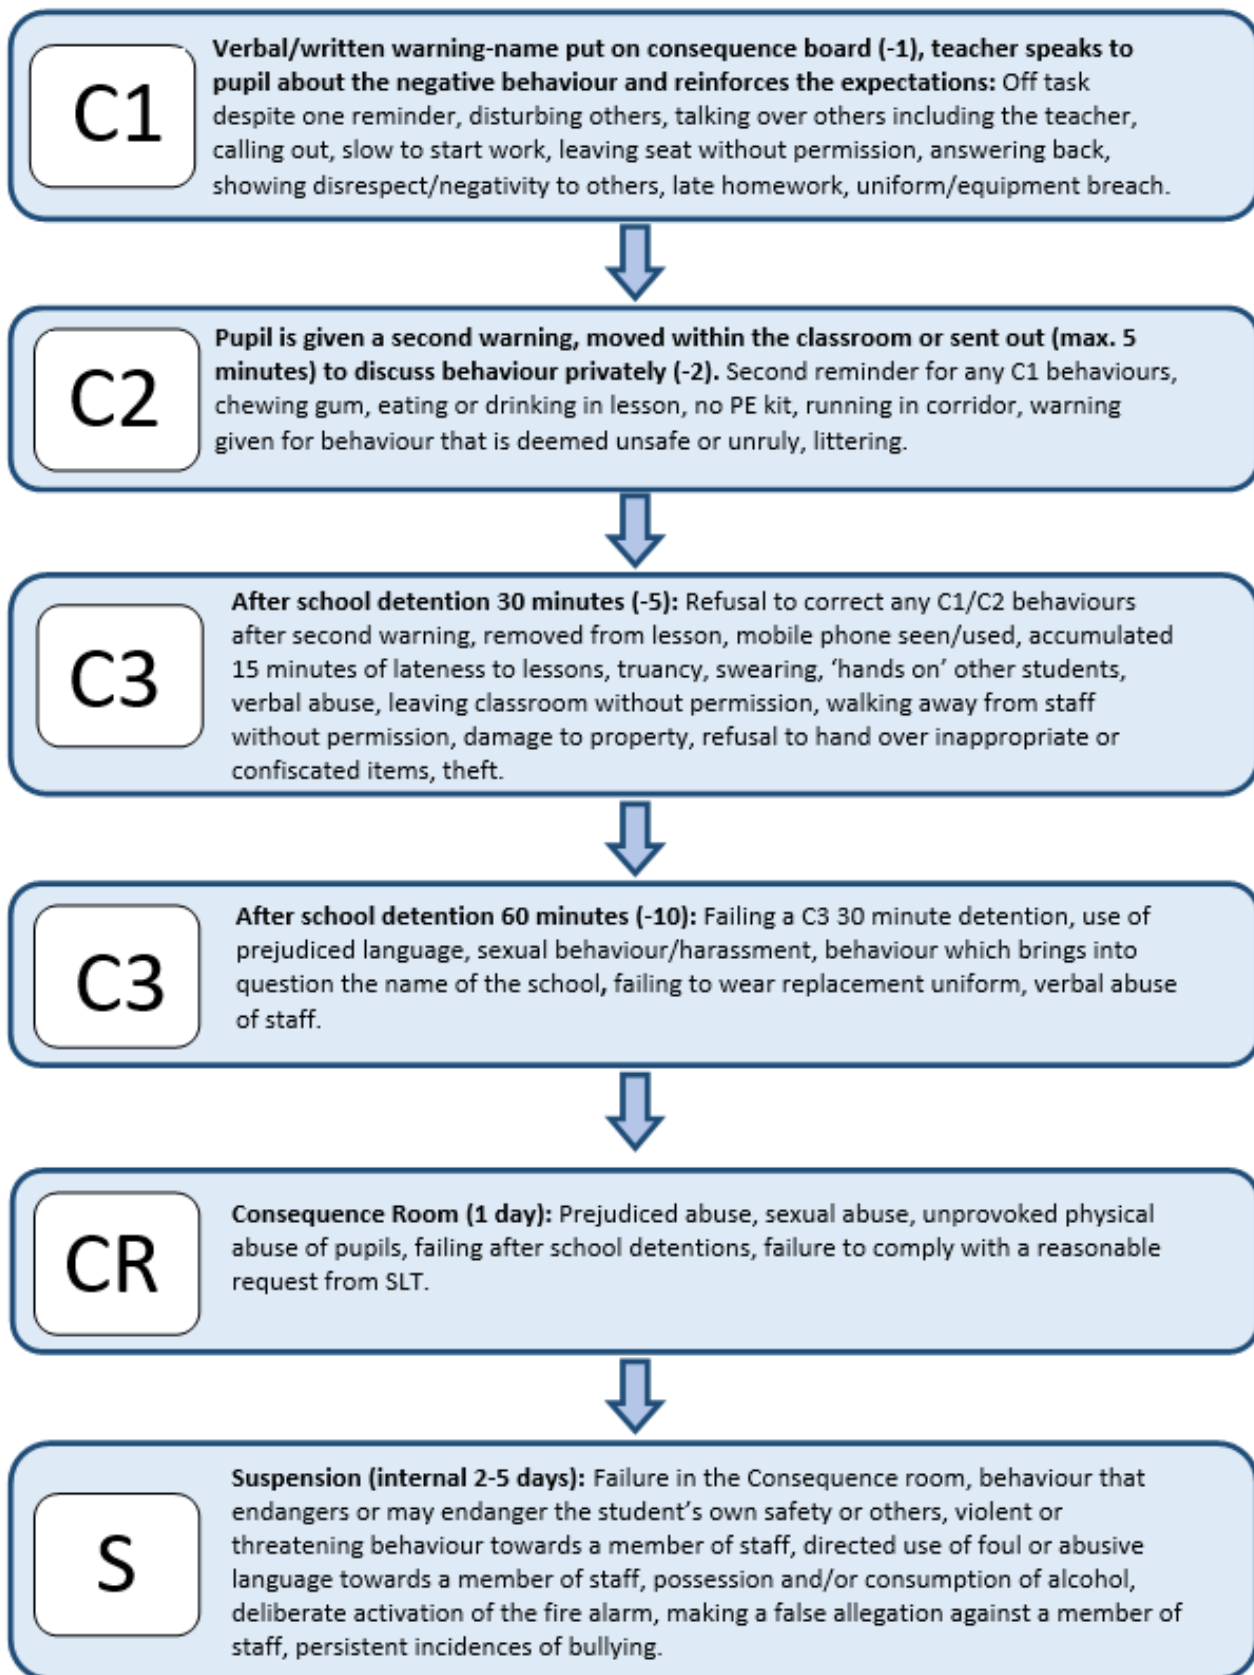 C1
Verbal/written warning-name put on consequence board (-1), teacher speaks to
pupil about the negative behaviour and reinforces the expectations: Off task
despite one reminder, disturbing others, talking over others including the teacher,
calling out, slow to start work, leaving seat without permission, answering back,
showing disrespect/negativity to others, late homework, uniform/equipment breach.
C2
Pupil is given a second warning, moved within the classroom or sent out (max. 5
minutes) to discuss behaviour privately (-2). Second reminder for any C1 behaviours,
chewing gum, eating or drinking in lesson, no PE kit, running in corridor, warning
given for behaviour that is deemed unsafe or unruly, littering.
C3
After school detention 30 minutes (-5): Refusal to correct any C1/C2 behaviours
after second warning, removed from lesson, mobile phone seen/used, accumulated
15 minutes of lateness to lessons, truancy, swearing, ‘hands on’ other students,
verbal abuse, leaving classroom without permission, walking away from staff
without permission, damage to property, refusal to hand over inappropriate or
confiscated items, theft.
C3
After school detention 60 minutes (-10): Failing a C3 30 minute detention, use of
prejudiced language, sexual behaviour/harassment, behaviour which brings into
question the name of the school, failing to wear replacement uniform, verbal abuse
of staff.
CR
Consequence Room (1 day): Prejudiced abuse, sexual abuse, unprovoked physical
abuse of pupils, failing after school detentions, failure to comply with a reasonable
request from SLT.
S
Suspension (internal 2-5 days): Failure in the Consequence room, behaviour that
endangers or may endanger the student’s own safety or others, violent or
threatening behaviour towards a member of staff, directed use of foul or abusive
language towards a member of staff, possession and/or consumption of alcohol,
deliberate activation of the fire alarm, making a false allegation against a member of
staff, persistent incidences of bullying.